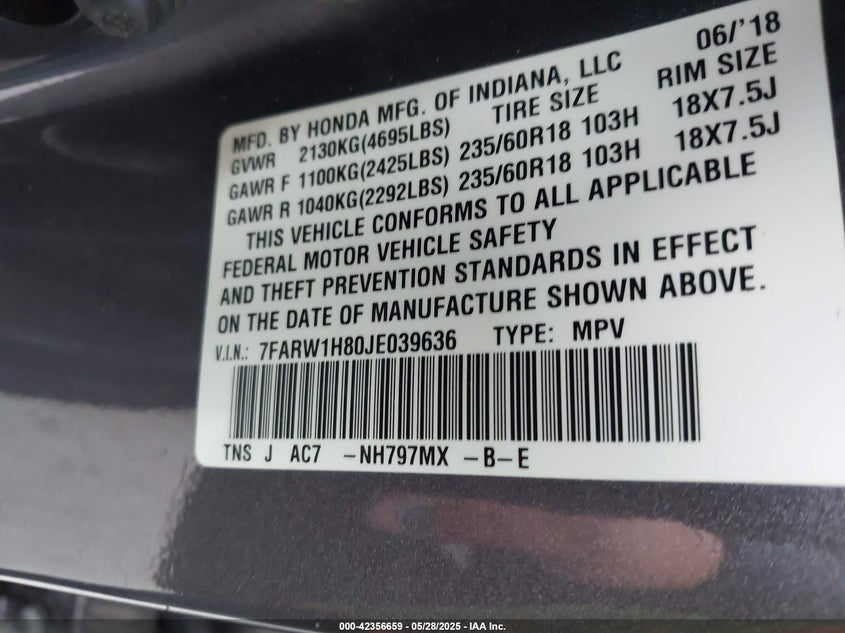 06/'18
MFD. BY HONDA MFG. OF INDIANA, LLC
GVWR 2130KG(4695LBS) TIRE SIZE RIM SIZE
GAWR F 1100KG(2425LBS) 235/60R18 103H 18X7.5J
GAWR R 1040KG(2292LBS) 235/60R18 103H 18X7.5J
THIS VEHICLE CONFORMS TO ALL APPLICABLE
FEDERAL MOTOR VEHICLE SAFETY
AND THEFT PREVENTION STANDARDS IN EFFECT
ON THE DATE OF MANUFACTURE SHOWN ABOVE.
V.I.N.: 7FARW1H80JE039636 TYPE: MPV
TNS J AC7 -NH797MX -B-E
000-42356659 - 05/28/2025 - IAA Inc.